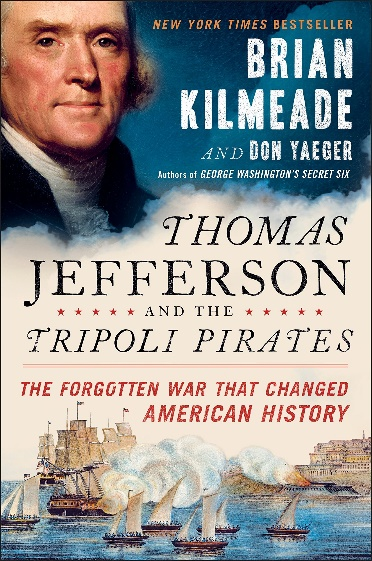 NEW YORK TIMES BESTSELLER
BRIAN
KILMEADE
AND DON YAEGER
Authors of GEORGE WASHINGTON'S SECRET SIX
THOMAS
JEFFERSON
AND THE
TRIPOLI PIRATES
THE FORGOTTEN WAR THAT CHANGED
AMERICAN HISTORY